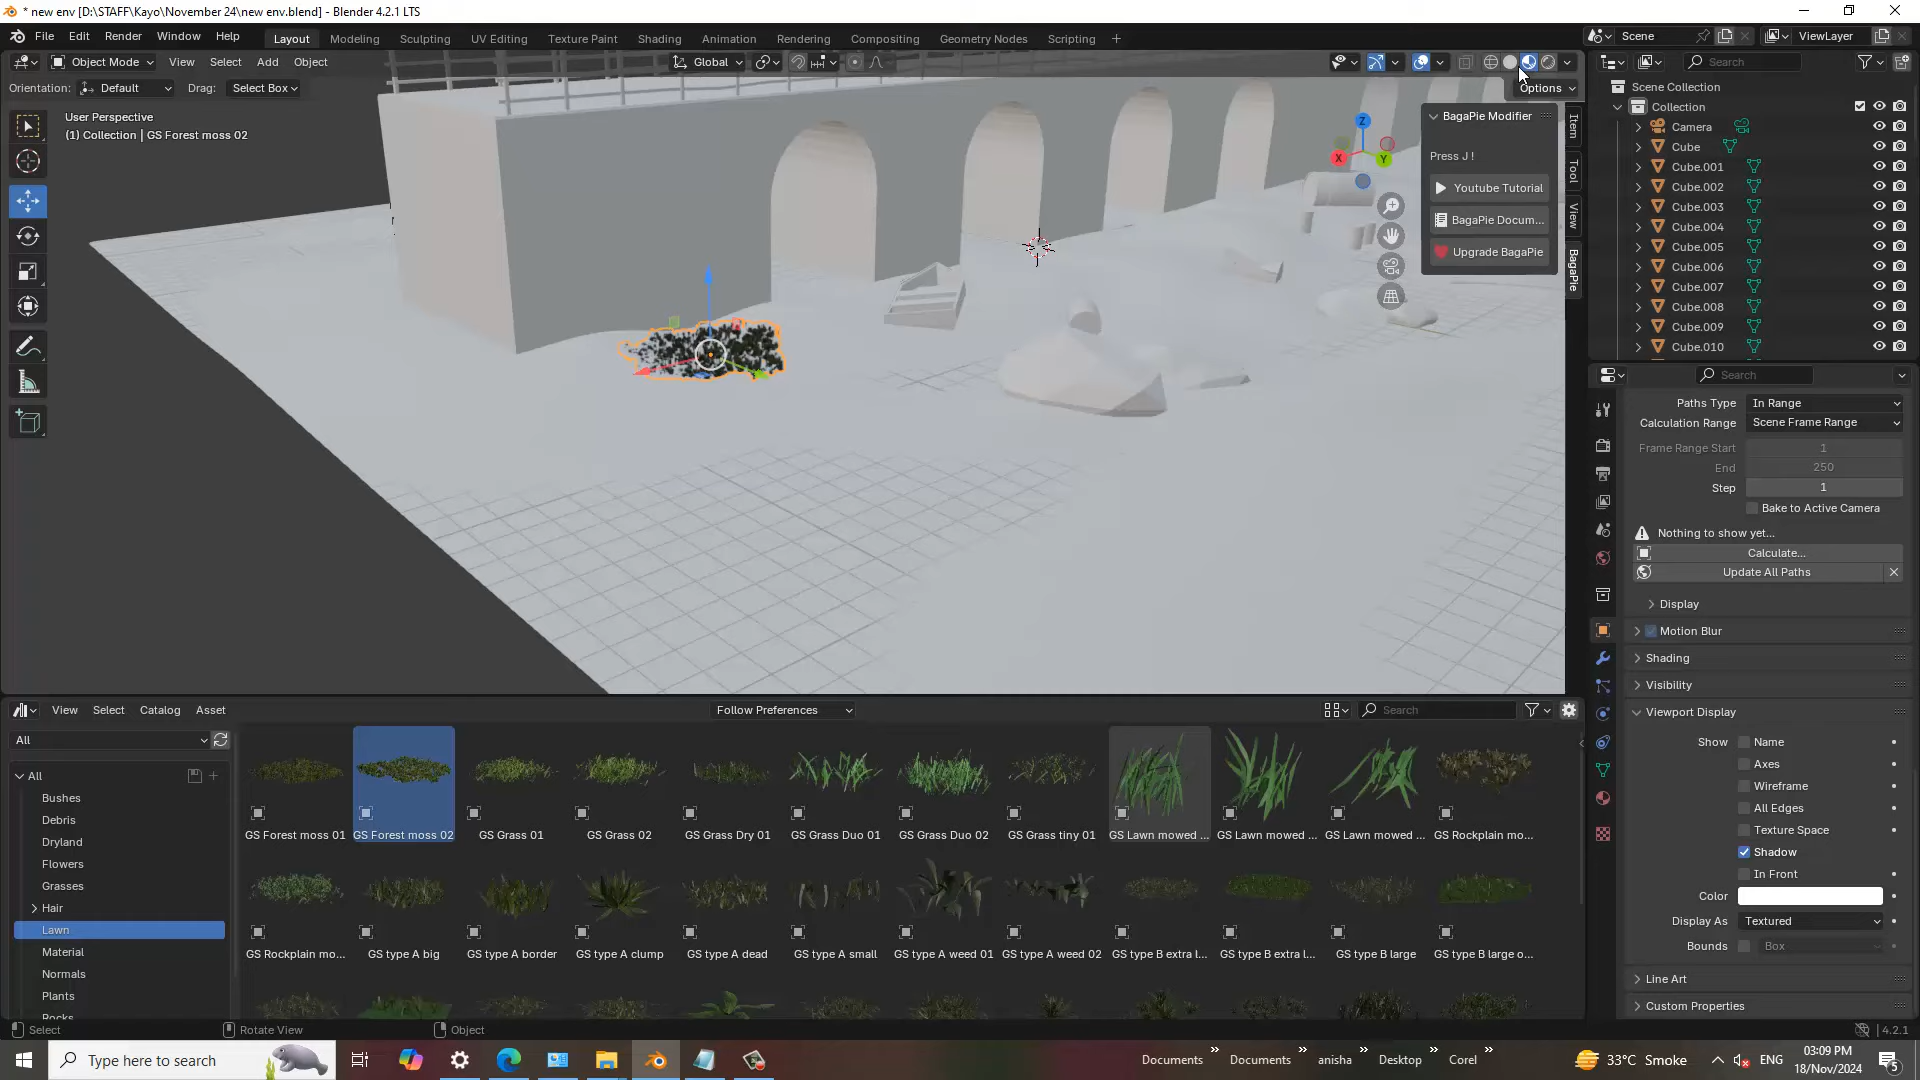 * new env [D:\STAFF\Kayo\November 24\new env.blend] - Blender 4.2.1 LTS
File Edit Render Window Help Layout Modeling Sculpting UV Editing Texture Paint Shading Animation Rendering Compositing Geometry Nodes Scripting + Scene ViewLayer
Object Mode View Select Add Object Global Search
Orientation: Default Drag: Select Box Options
User Perspective
(1) Collection | GS Forest moss 02
BagaPie Modifier
Press J !
Youtube Tutorial
BagaPie Docum...
Upgrade BagaPie
Item
Tool
View
BagaPie
X
Y
Z
Scene Collection
Collection
Camera
Cube
Cube.001
Cube.002
Cube.003
Cube.004
Cube.005
Cube.006
Cube.007
Cube.008
Cube.009
Cube.010
Search
Paths Type In Range
Calculation Range Scene Frame Range
Frame Range Start 1
End 250
Step 1
Bake to Active Camera
Nothing to show yet...
Calculate...
Update All Paths
Display
Motion Blur
Shading
Visibility
Viewport Display
Show Name
Axes
Wireframe
All Edges
Texture Space
Shadow
In Front
Color
Display As Textured
Bounds Box
Line Art
Custom Properties
View Select Catalog Asset Follow Preferences Search
All
All
Bushes
Debris
Dryland
Flowers
Grasses
Hair
Lawn
Material
Normals
Plants
Rocks
GS Forest moss 01 GS Forest moss 02 GS Grass 01 GS Grass 02 GS Grass Dry 01 GS Grass Duo 01 GS Grass Duo 02 GS Grass tiny 01 GS Lawn mowed ... GS Lawn mowed ... GS Lawn mowed ... GS Rockplain mo...
GS Rockplain mo... GS type A big GS type A border GS type A clump GS type A dead GS type A small GS type A weed 01 GS type A weed 02 GS type B extra l... GS type B extra l... GS type B large GS type B large o...
Select Rotate View Object 4.2.1
Type here to search Documents Documents anisha Desktop Corel 33°C Smoke ENG 03:09 PM
18/Nov/2024 5